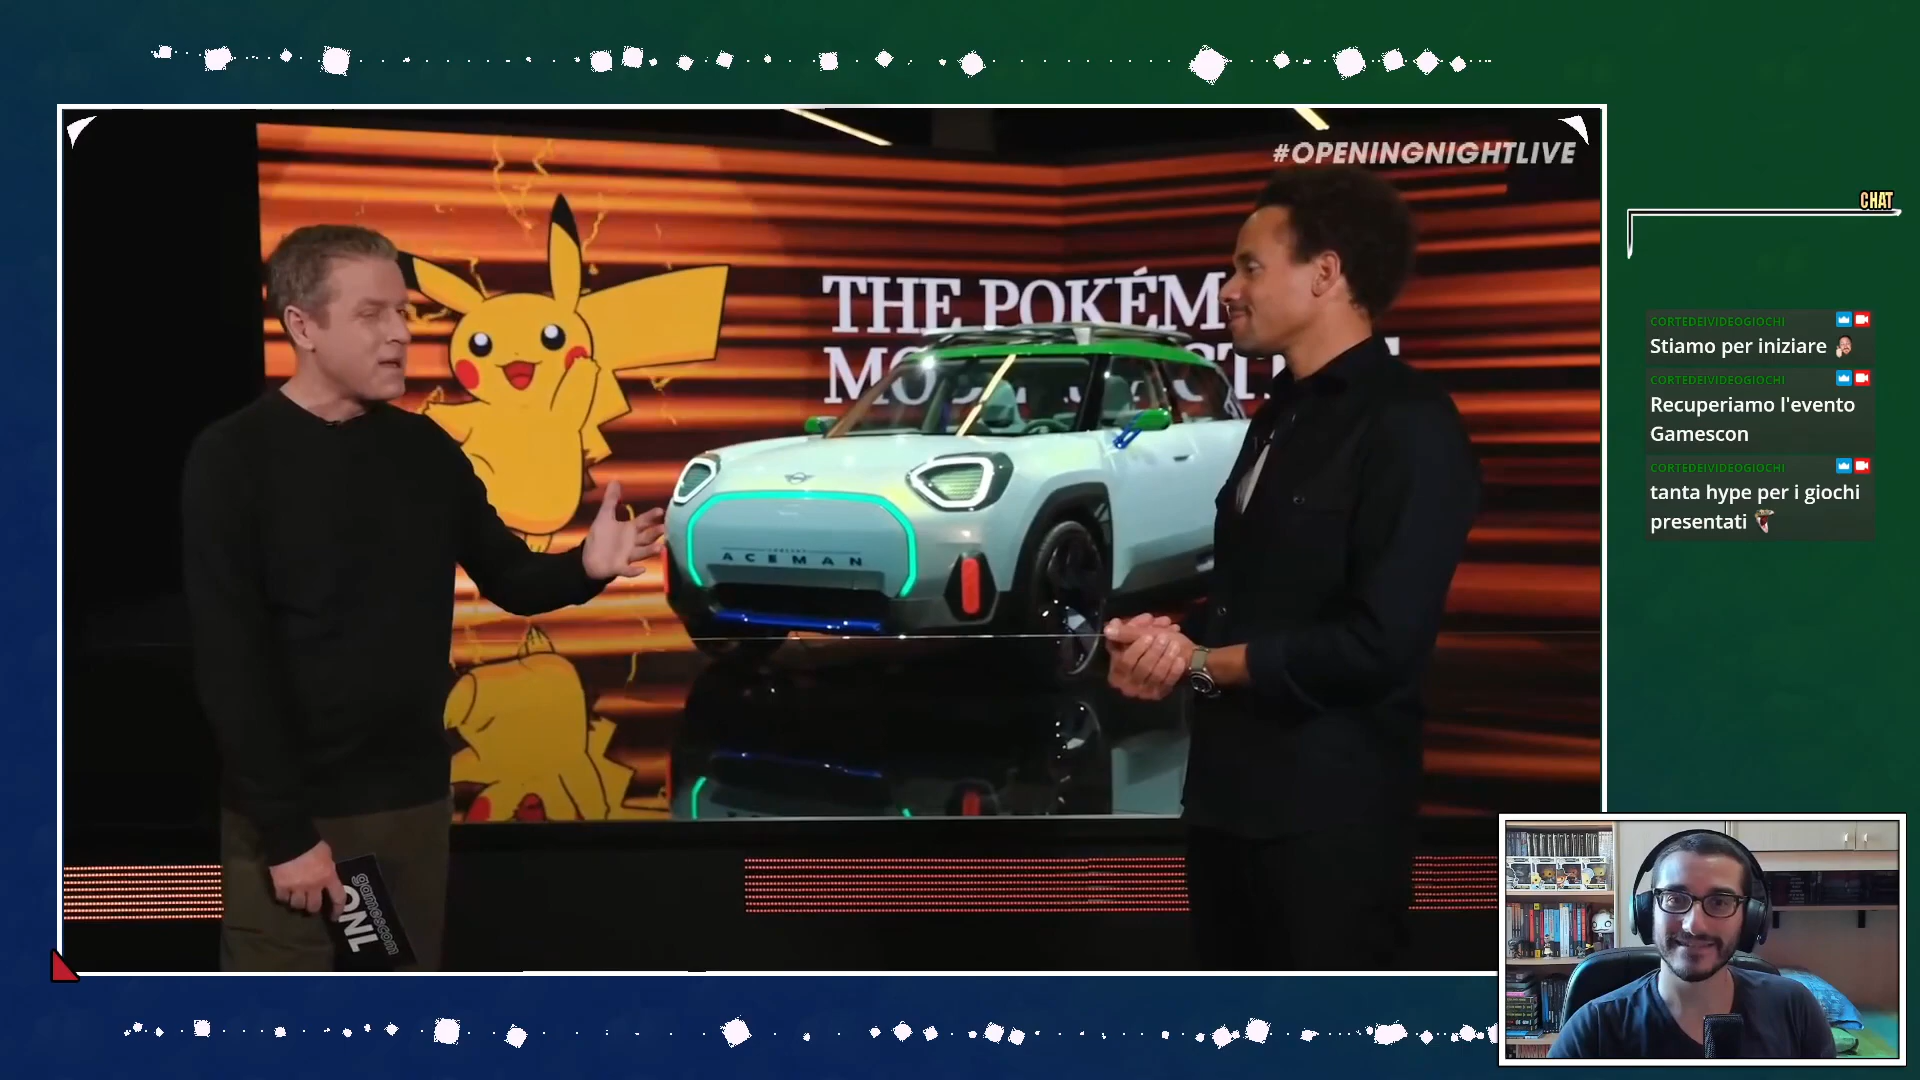 #OPENINGNIGHTLIVE
CHAT
THE POKÉM
CORTEDEIVIDEOGIOCHI
Stiamo per iniziare
CORTEDEIVIDEOGIOCHI
Recuperiamo l'evento
Gamescon
CORTEDEIVIDEOGIOCHI
tanta hype per i giochi
presentati
ACEMAN
gamescom
ONL